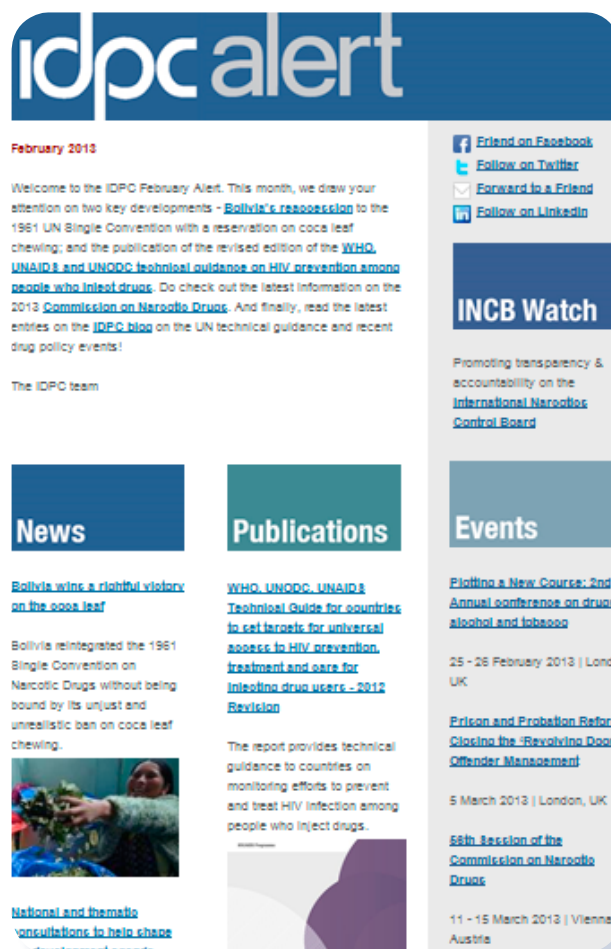 idpc alert
February 2013
Welcome to the IDPC February Alert. This month, we draw your
attention on two key developments - Bolivia's reaccession to the
1961 UN Single Convention with a reservation on coca leaf
chewing; and the publication of the revised edition of the WHO,
UNAIDS and UNODC technical guidance on HIV prevention among
people who inject drugs. Do check out the latest information on the
2013 Commission on Narcotic Drugs. And finally, read the latest
entries on the IDPC blog on the UN technical guidance and recent
drug policy events!
The IDPC team
Friend on Facebook
Follow on Twitter
Forward to a Friend
Follow on LinkedIn
INCB Watch
Promoting transparency &
accountability on the
International Narcotics
Control Board
News
Bolivia wins a rightful victory
on the coca leaf
Bolivia reintegrated the 1961
Single Convention on
Narcotic Drugs without being
bound by its unjust and
unrealistic ban on coca leaf
chewing.
National and thematic
consultations to help shape
Publications
WHO, UNODC, UNAIDS
Technical Guide for countries
to set targets for universal
access to HIV prevention,
treatment and care for
injecting drug users - 2012
Revision
The report provides technical
guidance to countries on
monitoring efforts to prevent
and treat HIV infection among
people who inject drugs.
Events
Plotting a New Course: 2nd
Annual conference on drugs
alcohol and tobacco
25 - 26 February 2013 | Lond
UK
Prison and Probation Refor
Closing the 'Revolving Door
Offender Management
5 March 2013 | London, UK
56th Session of the
Commission on Narcotic
Drugs
11 - 15 March 2013 | Vienna
Austria